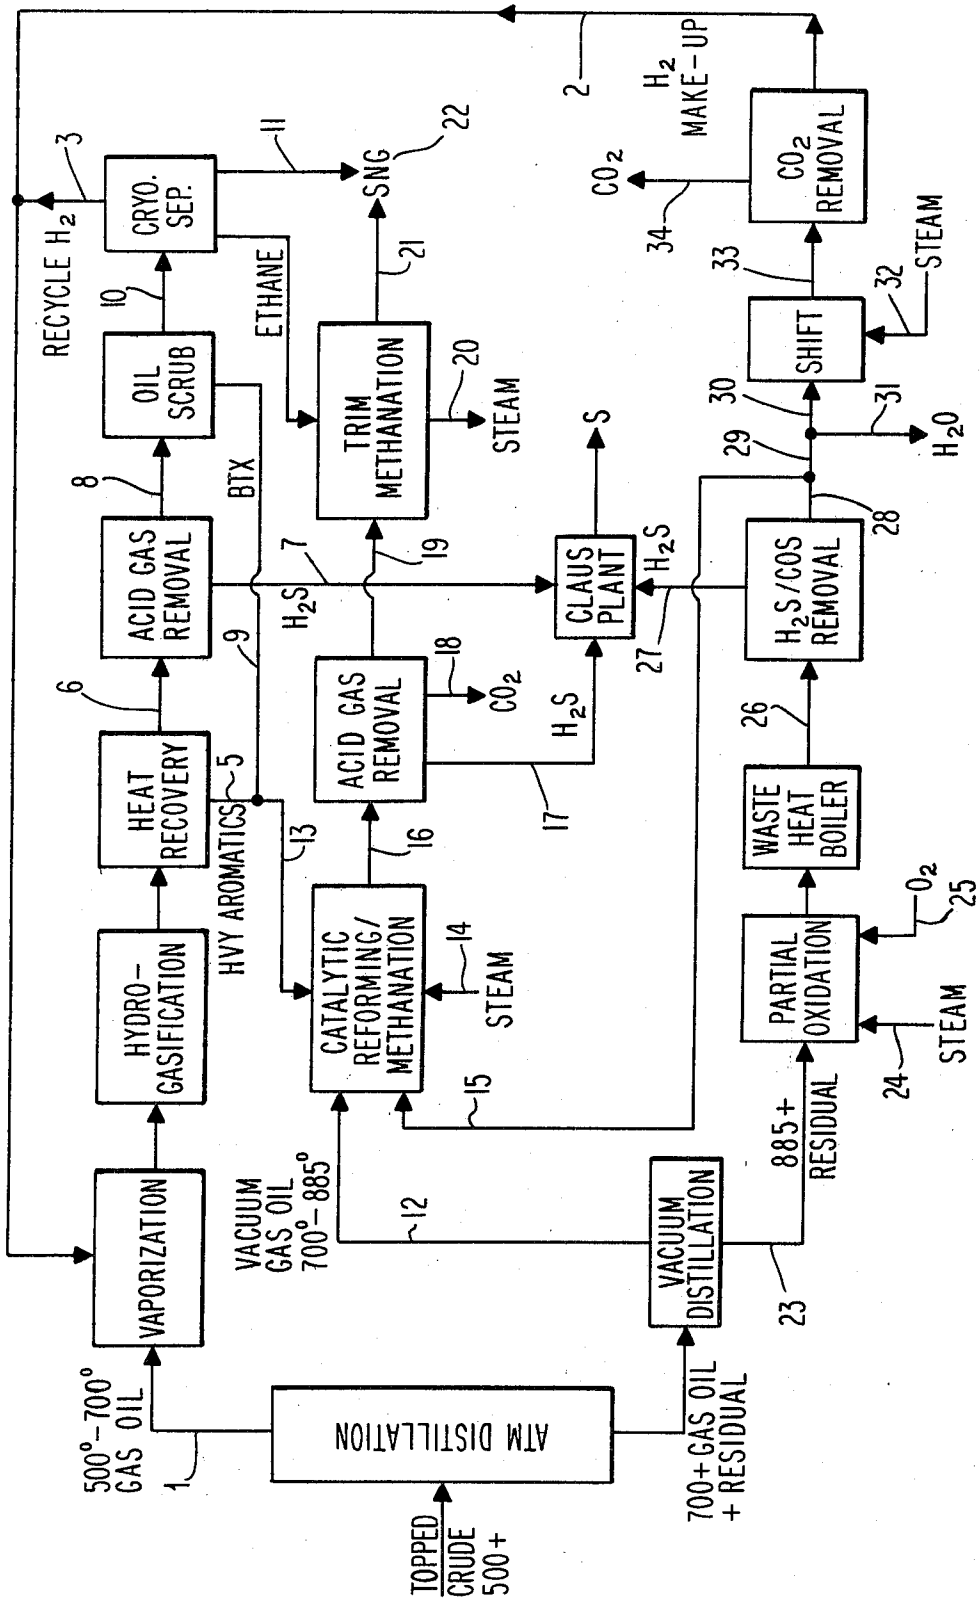 TOPPED
CRUDE
500+
ATM DISTILLATION
500°-700°
GAS OIL
1
VAPORIZATION
HYDRO-
GASIFICATION
HEAT
RECOVERY
6
ACID GAS
REMOVAL
8
OIL
SCRUB
10
CRYO.
SEP.
RECYCLE H2
3
11
ETHANE
HVY AROMATICS
5
9
BTX
13
H2S
7
VACUUM
GAS OIL
700°-885°
12
CATALYTIC
REFORMING/
METHANATION
14
STEAM
15
16
ACID GAS
REMOVAL
18
CO2
H2S
17
19
TRIM
METHANATION
20
STEAM
21
SNG
22
CLAUS
PLANT
S
H2S
27
700+GAS OIL
+ RESIDUAL
VACUUM
DISTILLATION
23
885+
RESIDUAL
PARTIAL
OXIDATION
24
STEAM
O2
25
WASTE
HEAT
BOILER
26
H2S/COS
REMOVAL
28
29
30
31
H2O
SHIFT
32
STEAM
33
CO2
REMOVAL
34
CO2
H2
MAKE-UP
2